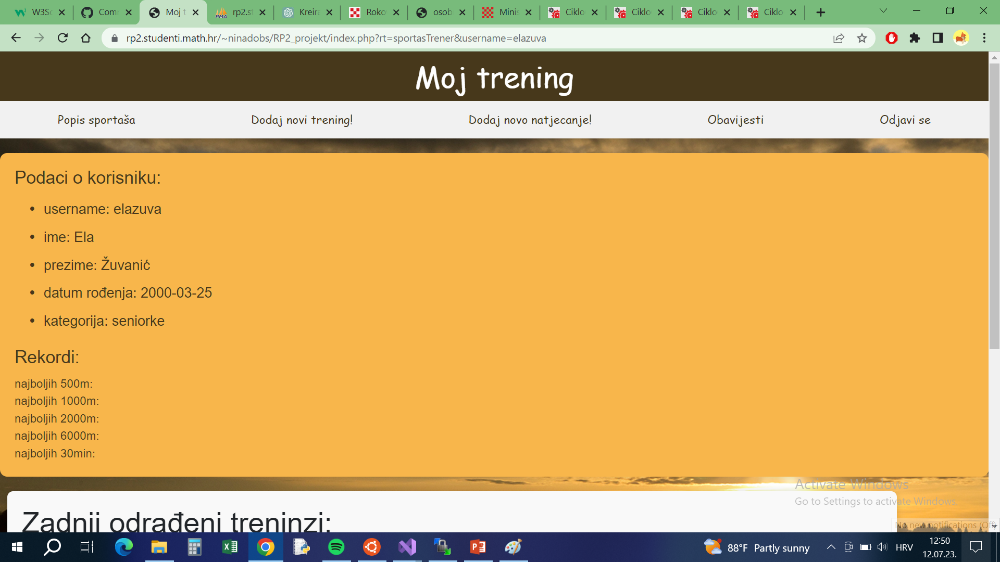 W3Sc
Comm
Moj t
rp2.st
Kreira
Roko
osob
Minis
Ciklo
Ciklo
Ciklo
Ciklo
rp2.studenti.math.hr/~ninadobs/RP2_projekt/index.php?rt=sportasTrener&username=elazuva
Moj trening
Popis sportaša Dodaj novi trening! Dodaj novo natjecanje! Obavijesti Odjavi se
Podaci o korisniku:
• username: elazuva
• ime: Ela
• prezime: Žuvanić
• datum rođenja: 2000-03-25
• kategorija: seniorke
Rekordi:
najboljih 500m:
najboljih 1000m:
najboljih 2000m:
najboljih 6000m:
najboljih 30min:
Activate Windows
Go to Settings to activate Windows.
Zadnji odrađeni treninzi:
No new notifications (Off)
88°F Partly sunny
HRV
12:50
12.07.23.